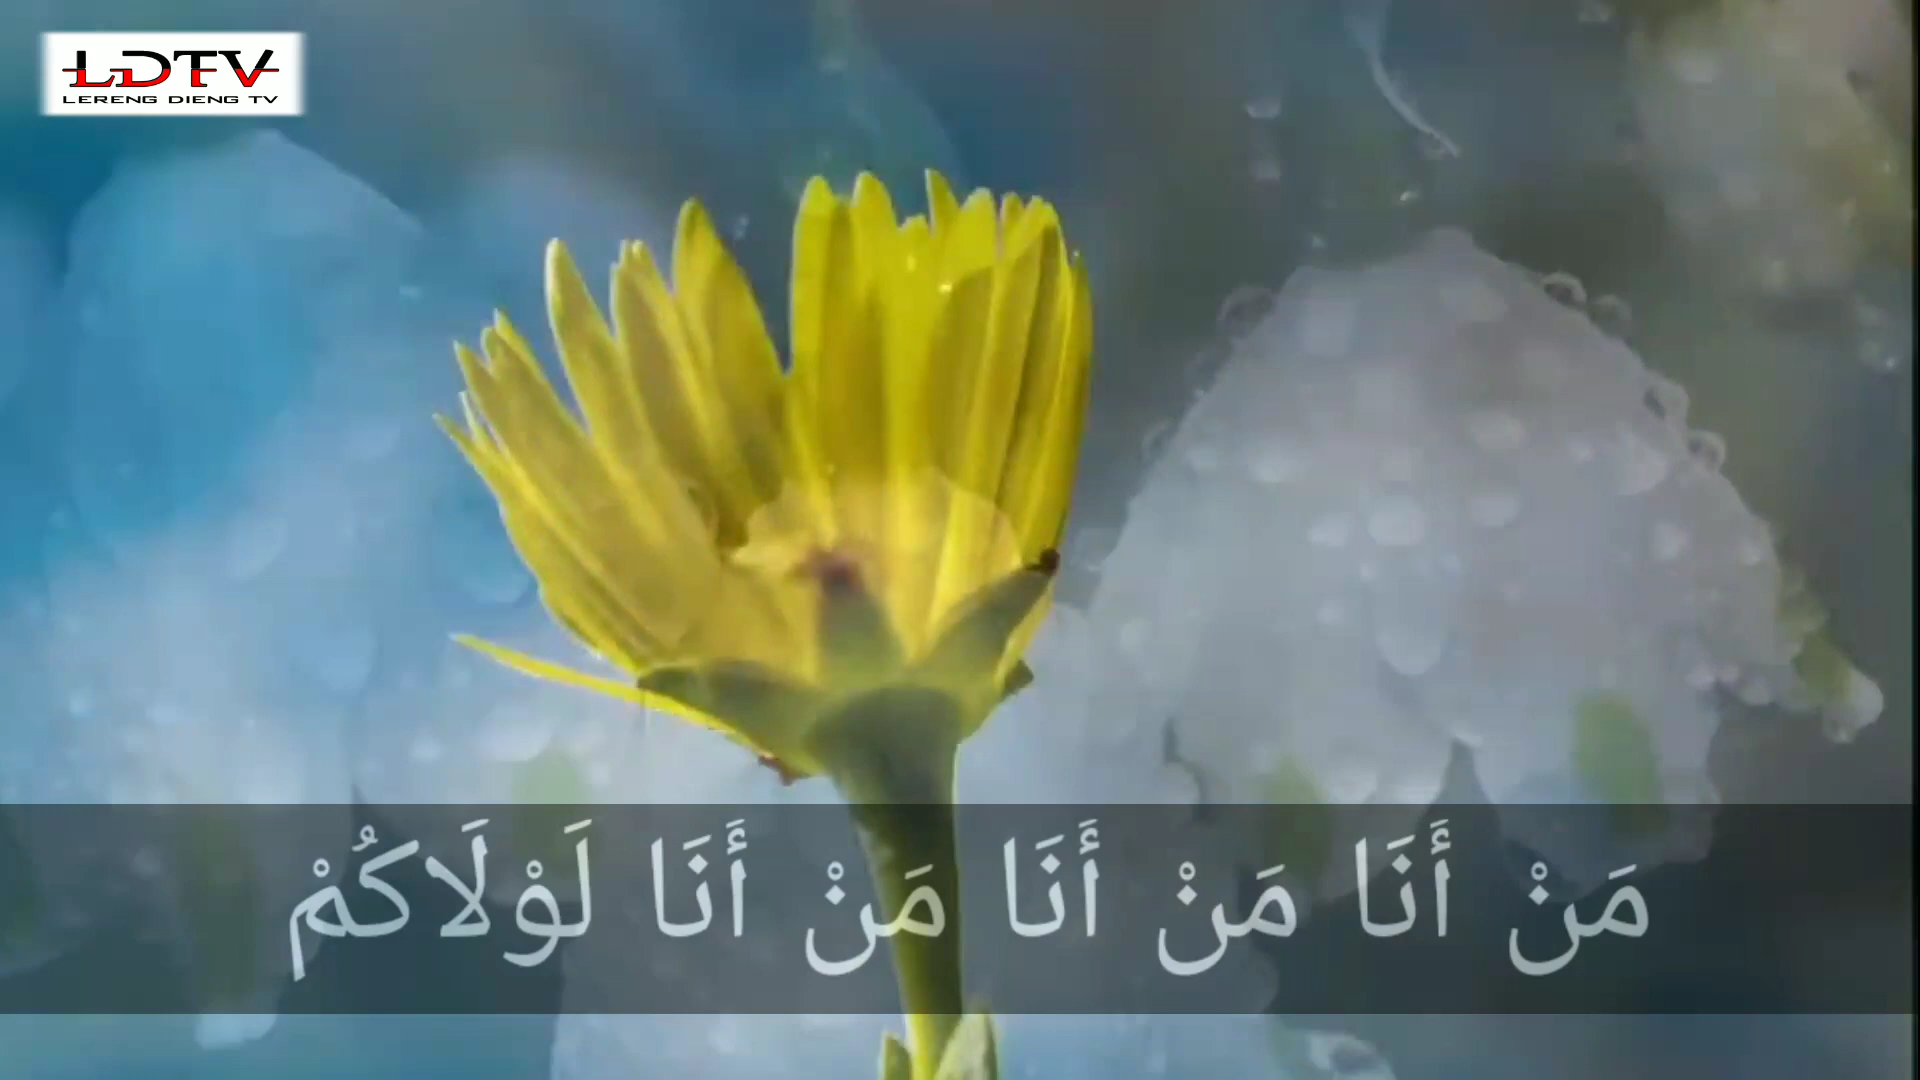 LDTV
LERENG DIENG TV
مَنْ أَنَا مَنْ أَنَا مَنْ أَنَا لَوْلَاكُمْ